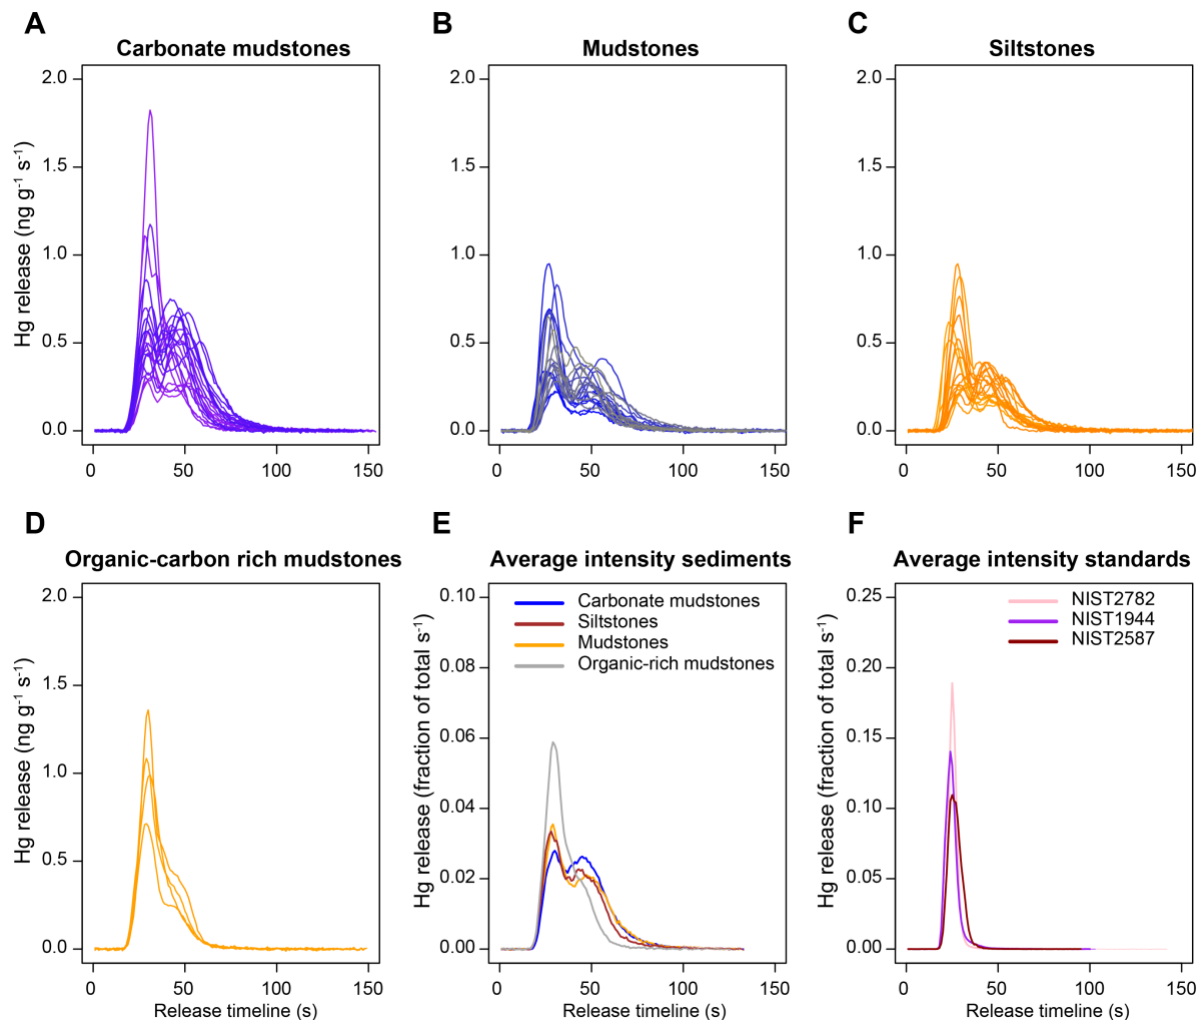 A
Carbonate mudstones
2.0
1.5
1.0
0.5
0.0
Hg release (ng g-1 s-1)
0 50 100 150
B
Mudstones
2.0
1.5
1.0
0.5
0.0
0 50 100 150
C
Siltstones
2.0
1.5
1.0
0.5
0.0
0 50 100 150
D
Organic-carbon rich mudstones
2.0
1.5
1.0
0.5
0.0
Hg release (ng g-1 s-1)
0 50 100 150
Release timeline (s)
E
Average intensity sediments
0.10
0.08
0.06
0.04
0.02
0.00
Hg release (fraction of total s-1)
Carbonate mudstones
Siltstones
Mudstones
Organic-rich mudstones
0 50 100 150
Release timeline (s)
F
Average intensity standards
0.25
0.20
0.15
0.10
0.05
0.00
Hg release (fraction of total s-1)
NIST2782
NIST1944
NIST2587
0 50 100 150
Release timeline (s)